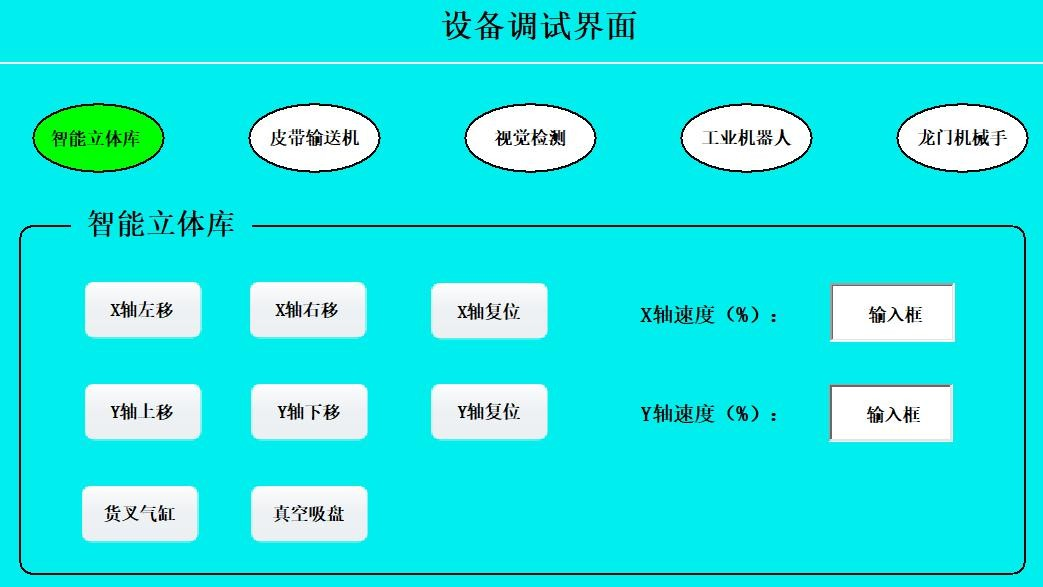 设备调试界面
智能立体库 皮带输送机 视觉检测 工业机器人 龙门机械手
智能立体库
X轴左移 X轴右移 X轴复位 X轴速度（%）： 输入框
Y轴上移 Y轴下移 Y轴复位 Y轴速度（%）： 输入框
货叉气缸 真空吸盘